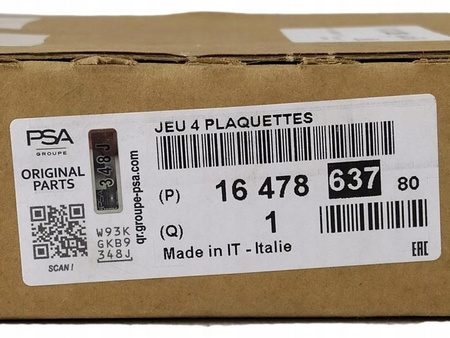 PSA
GROUPE
ORIGINAL
PARTS
SCAN !
W93K
GKB9
348J
348J
qr.groupe-psa.com
JEU 4 PLAQUETTES
(P) 16 478 637 80
(Q) 1
Made in IT - Italie
EAC